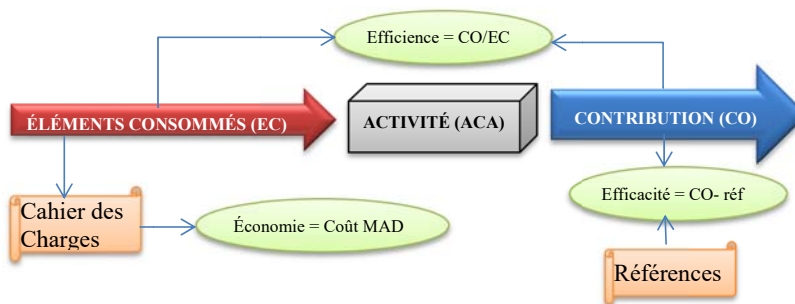 Efficience = CO/EC
ÉLÉMENTS CONSOMMÉS (EC)
ACTIVITÉ (ACA)
CONTRIBUTION (CO)
Cahier des
Charges
Économie = Coût MAD
Efficacité = CO- réf
Références